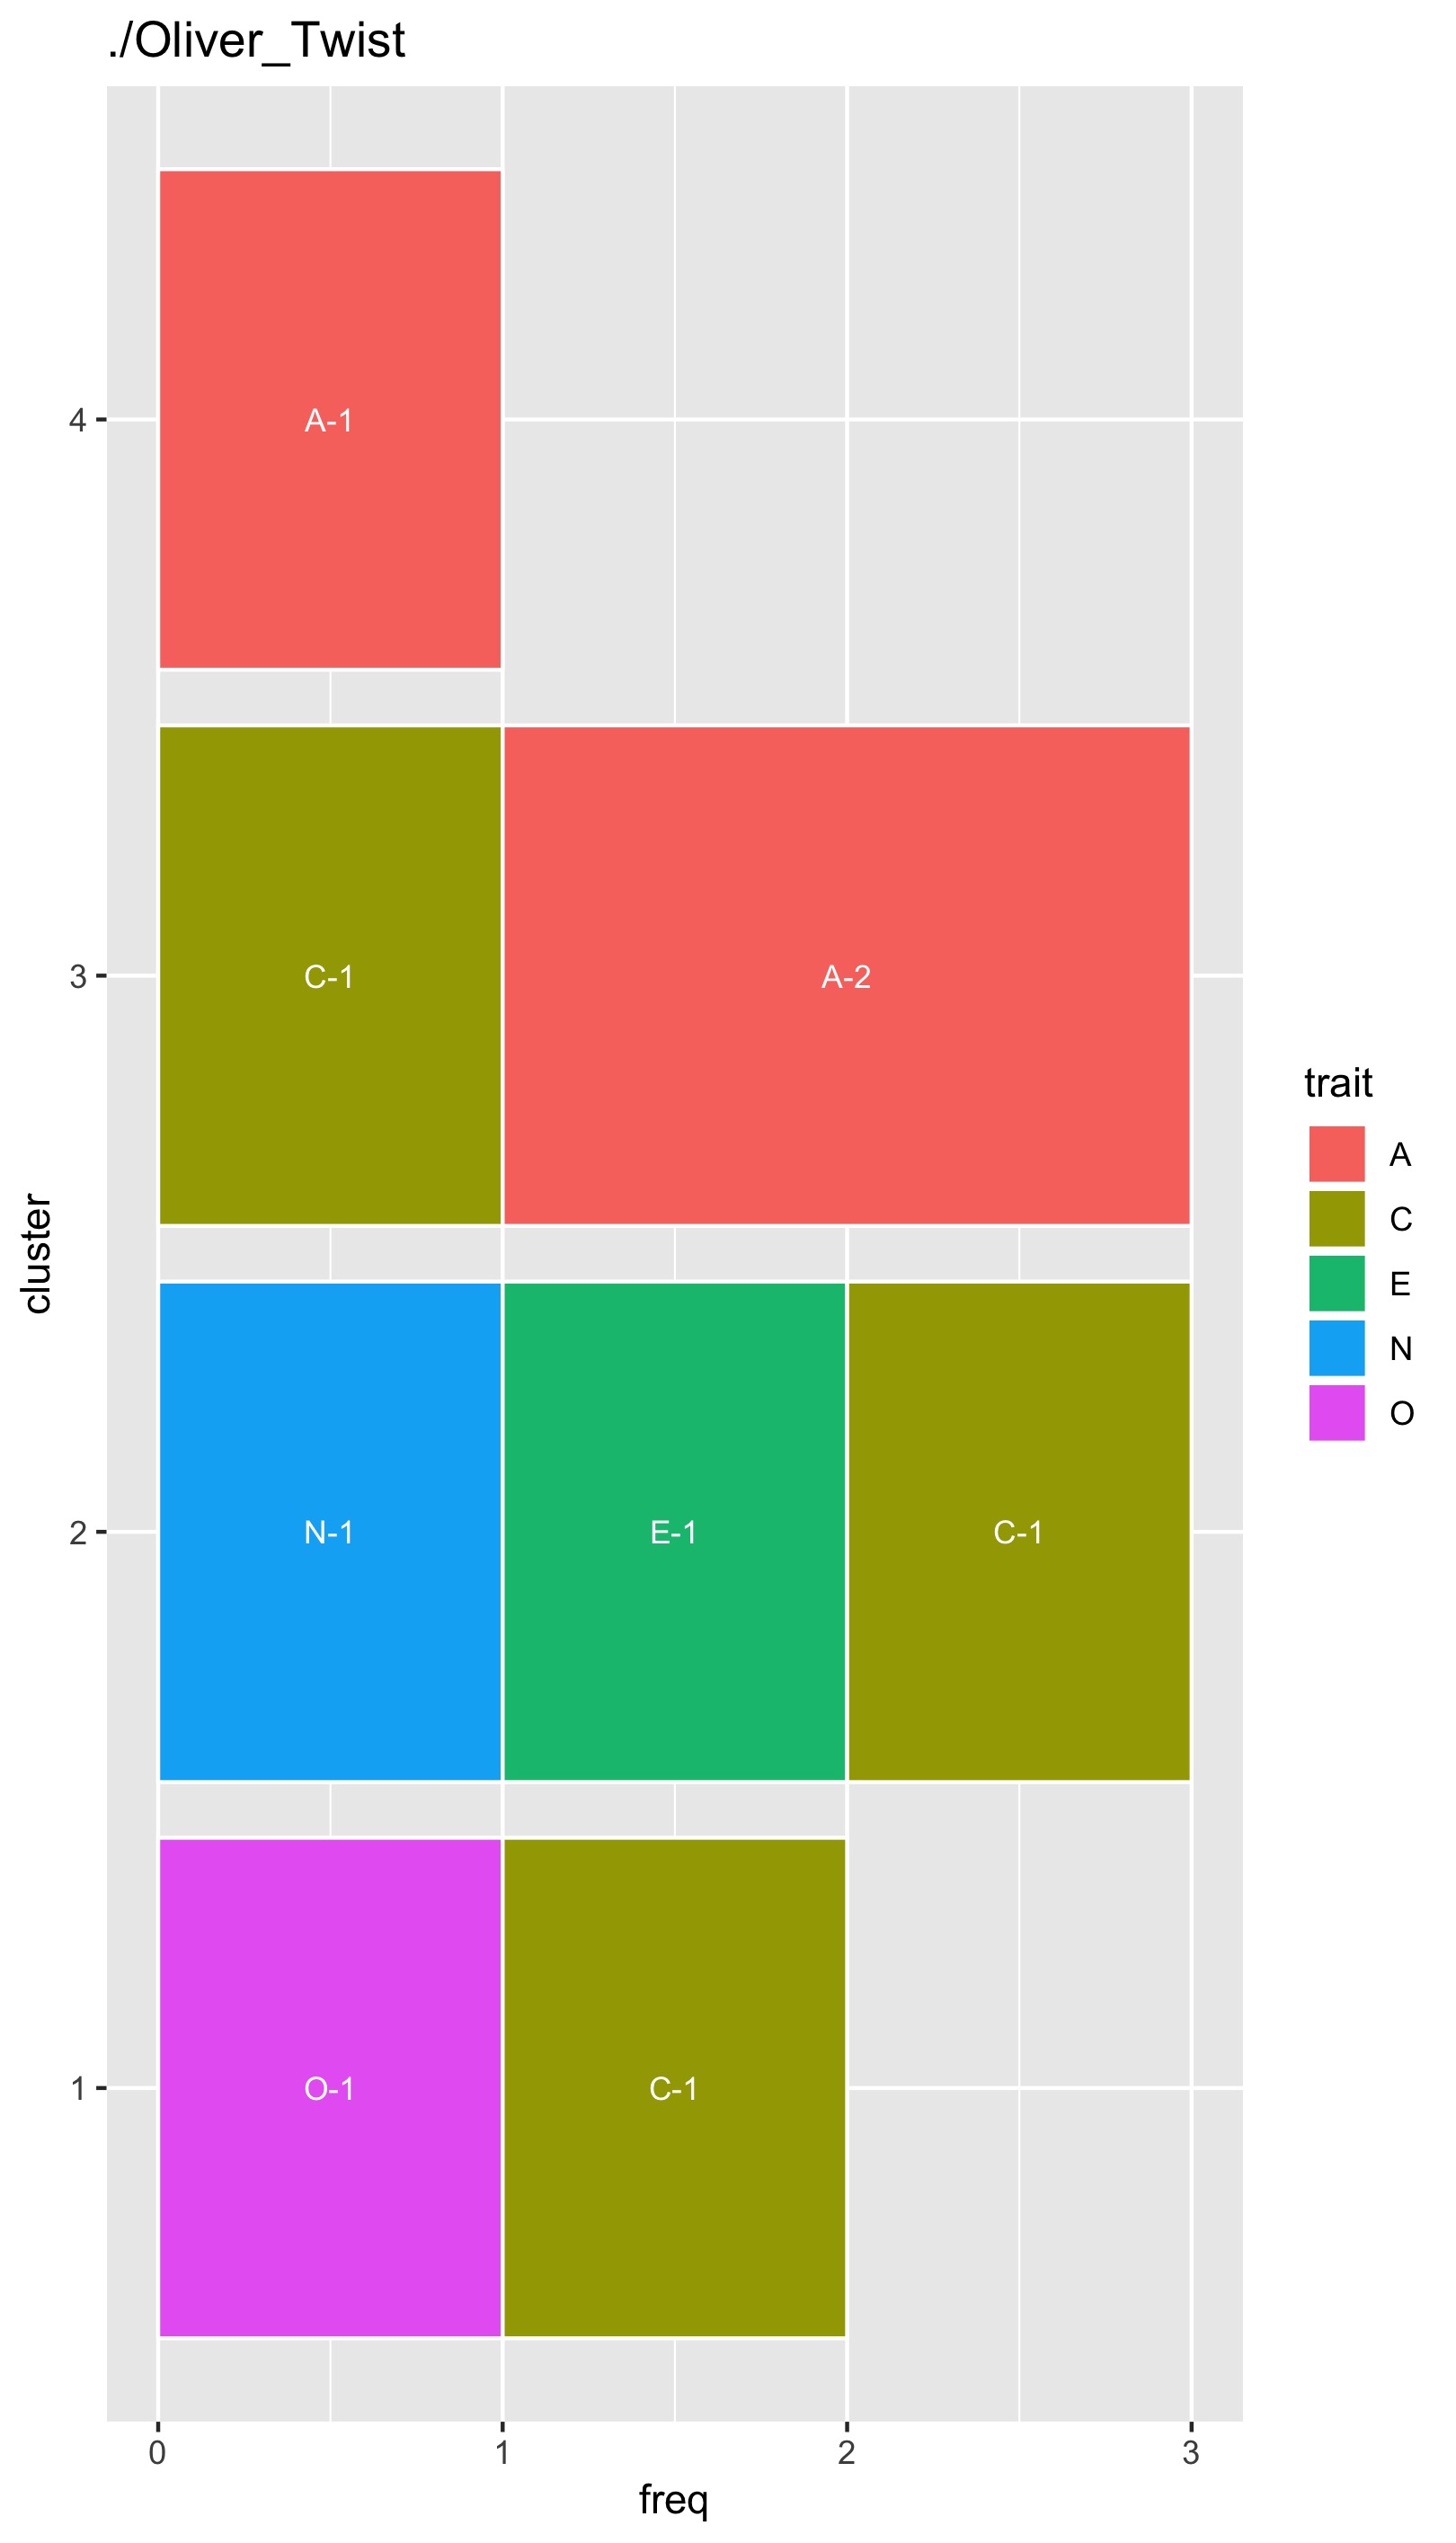 ./Oliver_Twist
A-1
4
C-1
A-2
3
trait
A
C
E
N
O
cluster
N-1
E-1
C-1
2
O-1
C-1
1
0
1
2
3
freq